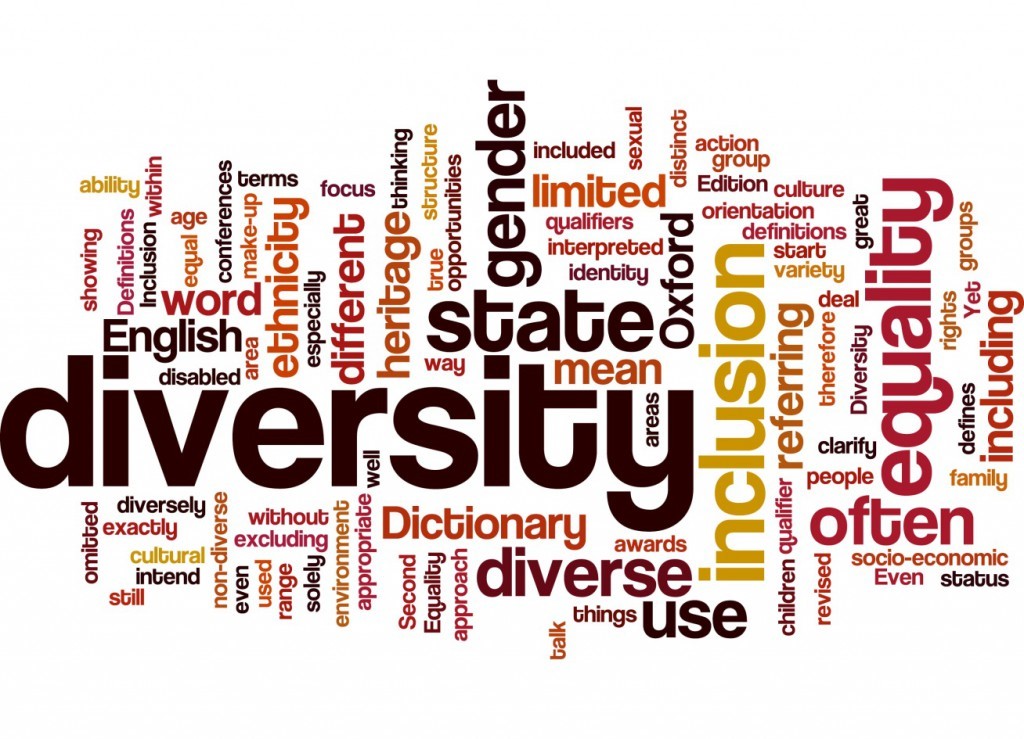 gender
included
sexual
distinct
action
group
thinking
structure
ability
within
conferences
terms
focus
opportunities
limited
Edition
culture
equality
showing
Definitions
Inclusion
age
equal
make-up
ethnicity
different
heritage
true
qualifiers
orientation
definitions
great
groups
interpreted
identity
Oxford
start
variety
word
especially
state
inclusion
deal
rights
Yet
including
English
area
way
mean
referring
therefore
Diversity
disabled
diversity
areas
defines
clarify
well
people
family
omitted
diversely
exactly
non-diverse
without
excluding
environment
appropriate
Dictionary
awards
qualifier
often
cultural
intend
even
used
range
solely
Second
Equality
approach
diverse
children
revised
socio-economic
Even
status
still
things
use
talk